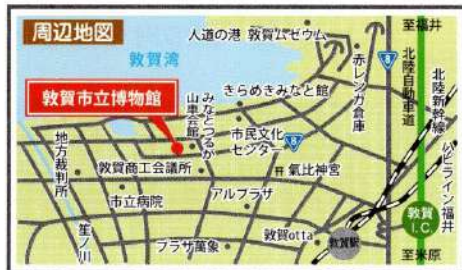 周辺地図
人道の港 敦賀ムゼウム
至福井
敦賀湾
8
赤レンガ倉庫
北陸自動車道
北陸新幹線
ハピライン福井
敦賀市立博物館
みなとつるが
山車会館
きらめきみなと館
市民文化
センター
8
地方裁判所
敦賀商工会議所
氣比神宮
市立病院
アルプラザ
笙ノ川
敦賀
I.C.
プラザ萬象
敦賀otta
敦賀駅
至米原